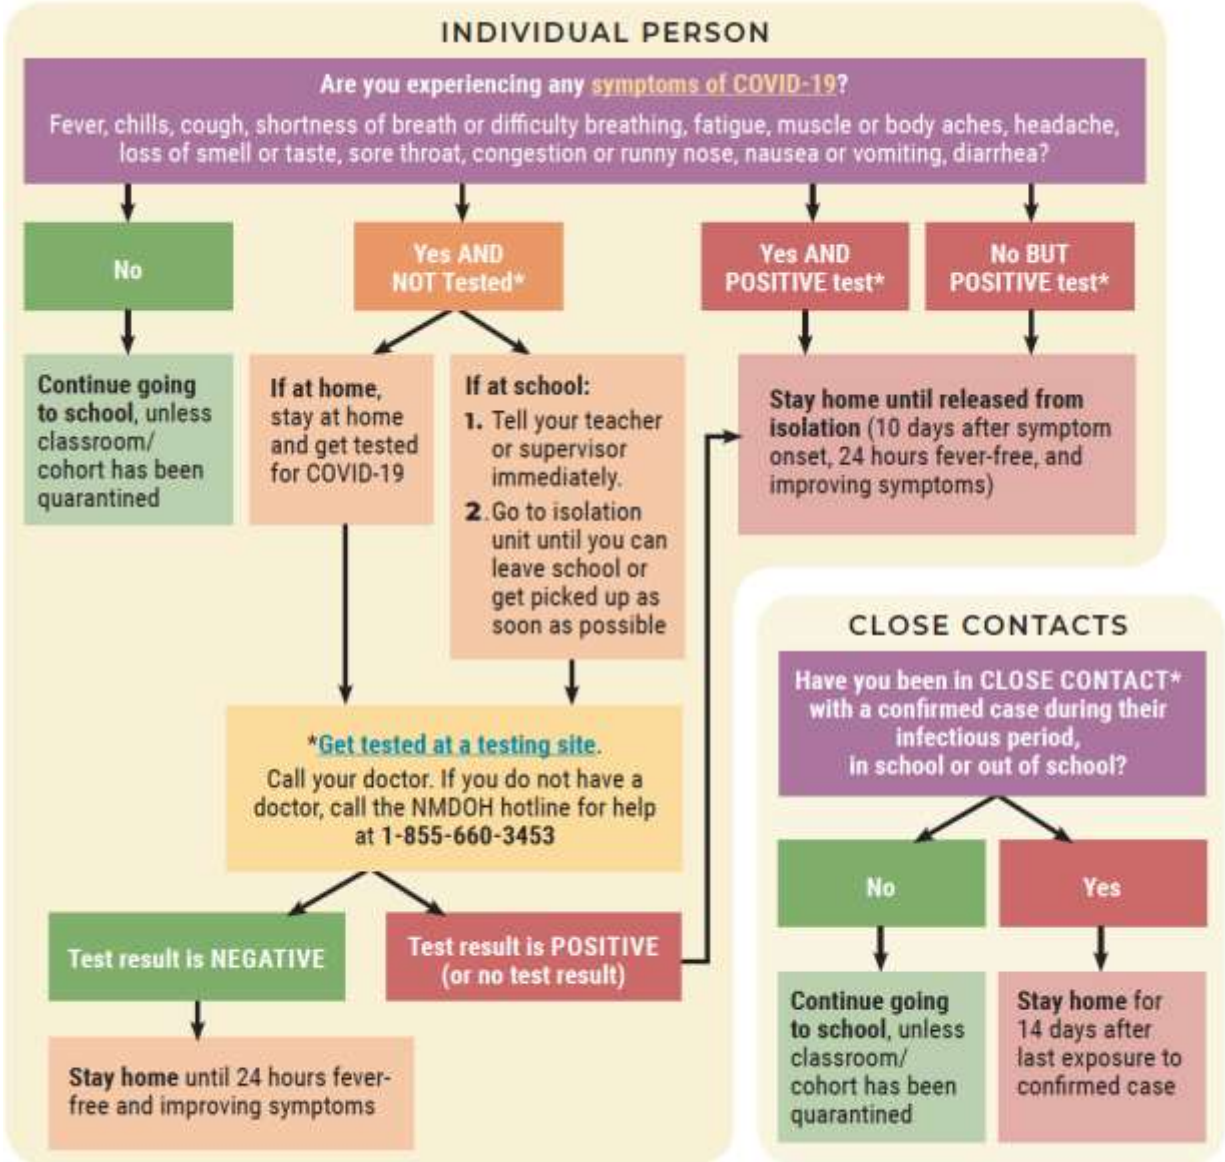 INDIVIDUAL PERSON
Are you experiencing any symptoms of COVID-19?
Fever, chills, cough, shortness of breath or difficulty breathing, fatigue, muscle or body aches, headache,
loss of smell or taste, sore throat, congestion or runny nose, nausea or vomiting, diarrhea?
No
Yes AND
NOT Tested*
Yes AND
POSITIVE test*
No BUT
POSITIVE test*
Continue going
to school, unless
classroom/
cohort has been
quarantined
If at home,
stay at home
and get tested
for COVID-19
If at school:
1. Tell your teacher
or supervisor
immediately.
2. Go to isolation
unit until you can
leave school or
get picked up as
soon as possible
Stay home until released from
isolation (10 days after symptom
onset, 24 hours fever-free, and
improving symptoms)
*Get tested at a testing site.
Call your doctor. If you do not have a
doctor, call the NMDOH hotline for help
at 1-855-660-3453
Test result is NEGATIVE
Test result is POSITIVE
(or no test result)
Stay home until 24 hours fever-
free and improving symptoms
CLOSE CONTACTS
Have you been in CLOSE CONTACT*
with a confirmed case during their
infectious period,
in school or out of school?
No
Yes
Continue going
to school, unless
classroom/
cohort has been
quarantined
Stay home for
14 days after
last exposure to
confirmed case